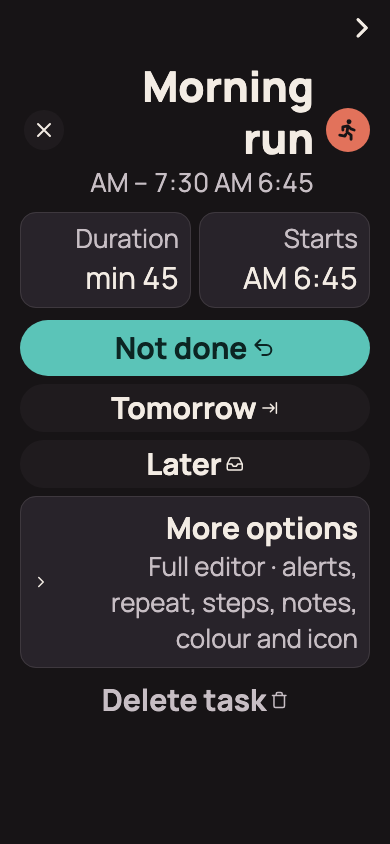 Morning
run
AM – 7:30 AM 6:45
Duration
min 45
Starts
AM 6:45
Not done
Tomorrow
Later
More options
Full editor · alerts,
repeat, steps, notes,
colour and icon
Delete task